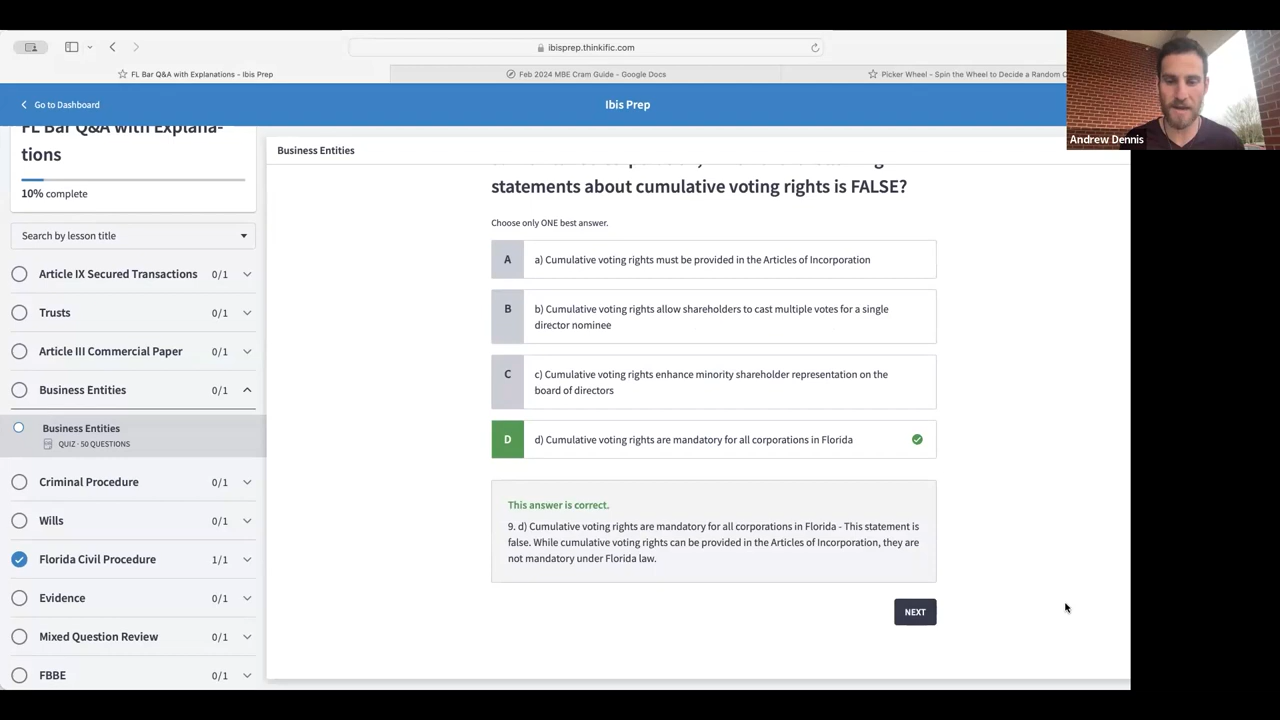 ibisprep.thinkific.com
FL Bar Q&A with Explanations - Ibis Prep
Feb 2024 MBE Cram Guide - Google Docs
Picker Wheel - Spin the Wheel to Decide a Random
Go to Dashboard
Ibis Prep
Andrew Dennis
FL Bar Q&A with Explana-
tions
10% complete
Search by lesson title
Article IX Secured Transactions 0/1
Trusts 0/1
Article III Commercial Paper 0/1
Business Entities 0/1
Business Entities
QUIZ · 50 QUESTIONS
Criminal Procedure 0/1
Wills 0/1
Florida Civil Procedure 1/1
Evidence 0/1
Mixed Question Review 0/1
FBBE 0/1
Business Entities
statements about cumulative voting rights is FALSE?
Choose only ONE best answer.
A a) Cumulative voting rights must be provided in the Articles of Incorporation
B b) Cumulative voting rights allow shareholders to cast multiple votes for a single
director nominee
C c) Cumulative voting rights enhance minority shareholder representation on the
board of directors
D d) Cumulative voting rights are mandatory for all corporations in Florida
This answer is correct.
9. d) Cumulative voting rights are mandatory for all corporations in Florida - This statement is
false. While cumulative voting rights can be provided in the Articles of Incorporation, they are
not mandatory under Florida law.
NEXT